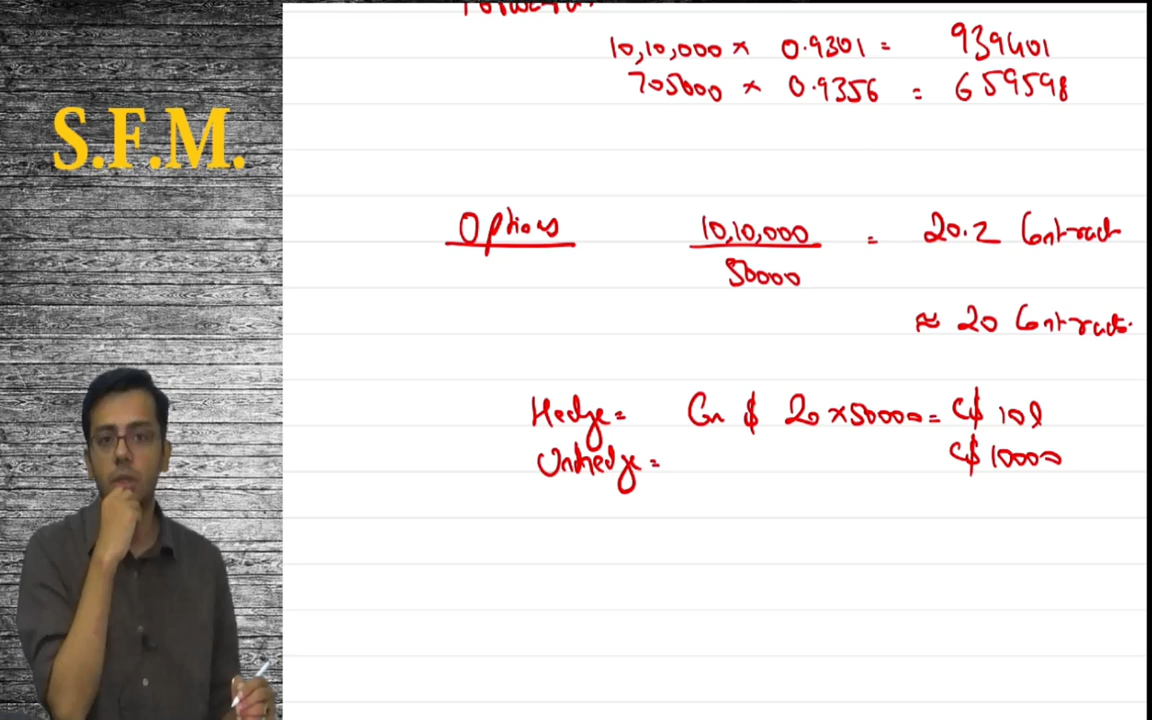 S.F.M.
10,10,000 × 0.9301 = 939401
705000 × 0.9356 = 659598
Options 10,10,000 / 50000 = 20.2 Contract
≈ 20 Contracts.
Hedge = Cn $ 20 × 50000 = C$ 10l
Unhedge = C$ 10000